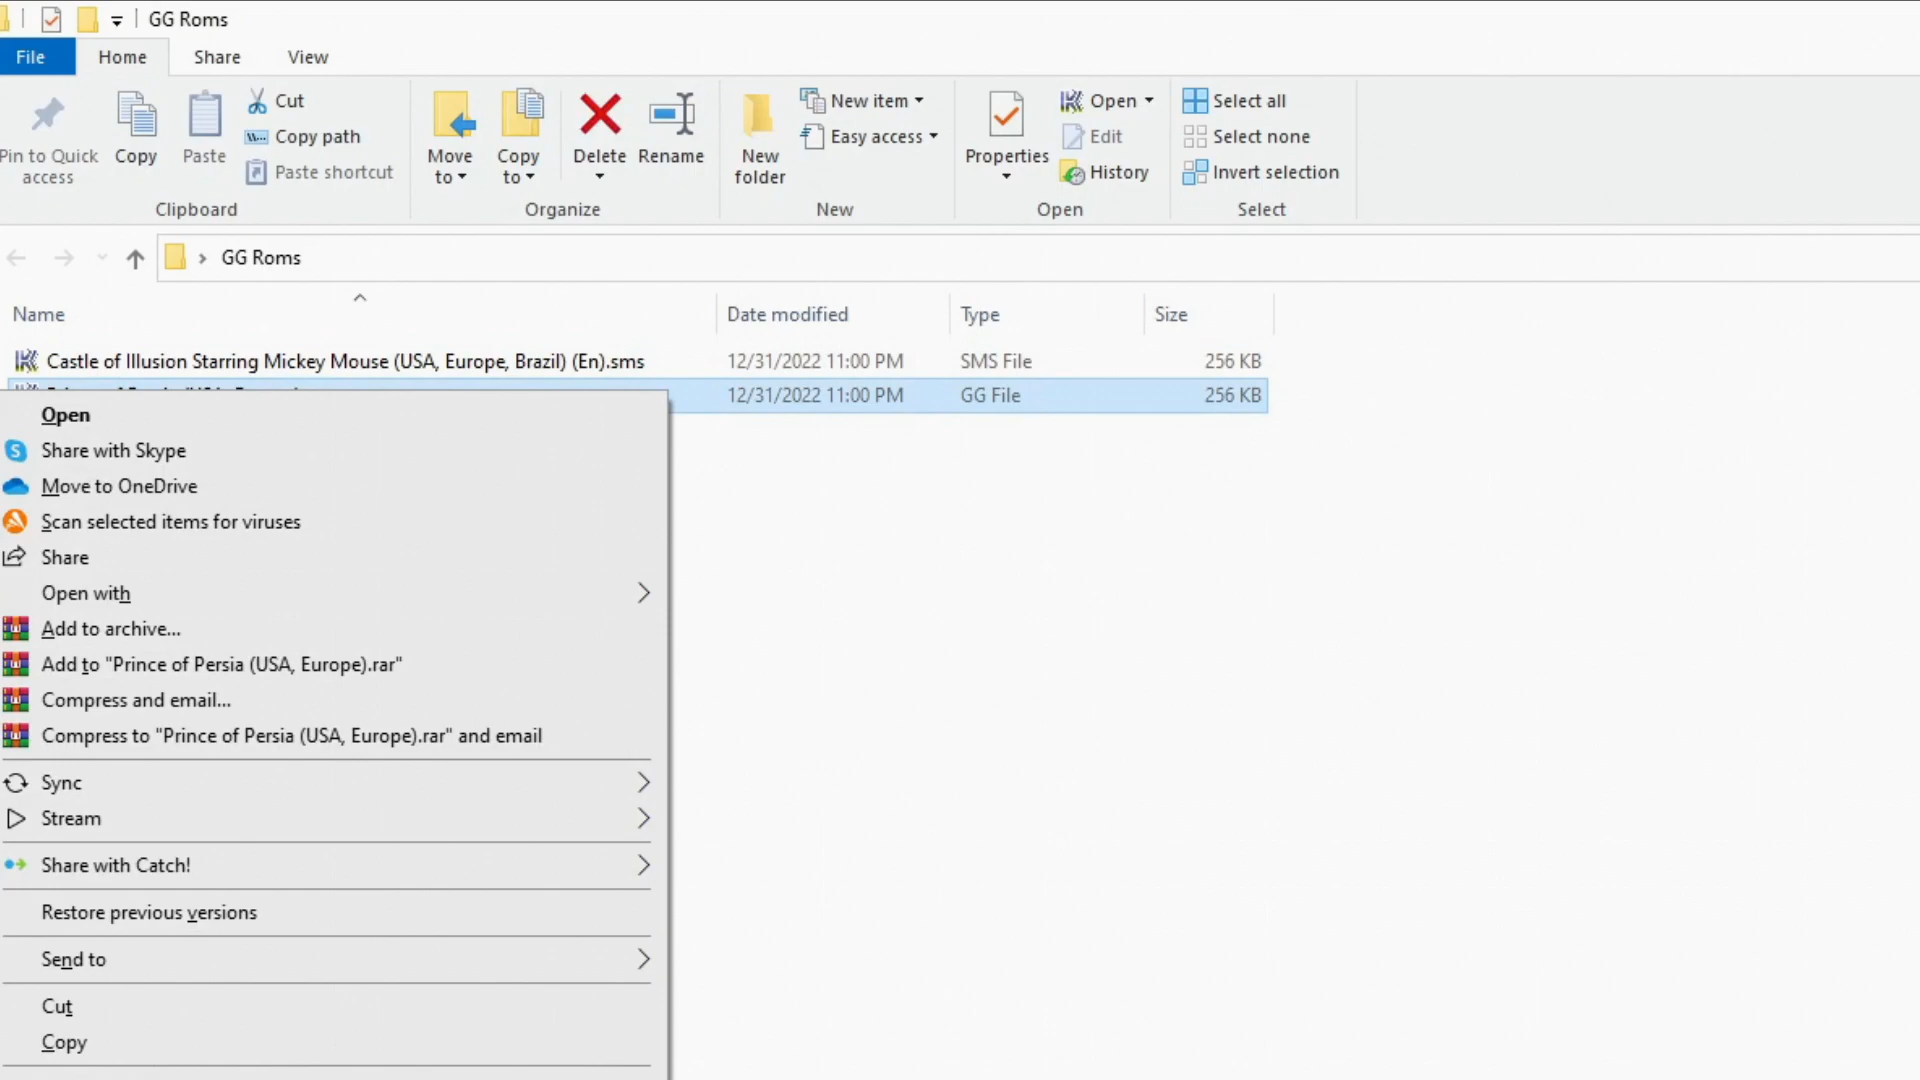 GG Roms
File Home Share View
Pin to Quick access
Copy
Paste
Cut
Copy path
Paste shortcut
Clipboard
Move to
Copy to
Delete
Rename
Organize
New folder
New item
Easy access
New
Properties
Open
Edit
History
Open
Select all
Select none
Invert selection
Select
GG Roms
Name Date modified Type Size
Castle of Illusion Starring Mickey Mouse (USA, Europe, Brazil) (En).sms 12/31/2022 11:00 PM SMS File 256 KB
12/31/2022 11:00 PM GG File 256 KB
Open
Share with Skype
Move to OneDrive
Scan selected items for viruses
Share
Open with
Add to archive...
Add to "Prince of Persia (USA, Europe).rar"
Compress and email...
Compress to "Prince of Persia (USA, Europe).rar" and email
Sync
Stream
Share with Catch!
Restore previous versions
Send to
Cut
Copy